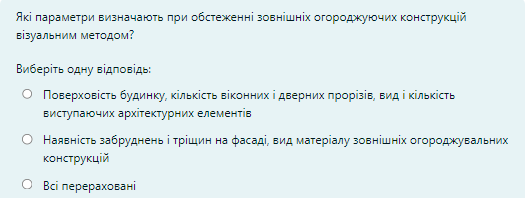 Які параметри визначають при обстеженні зовнішніх огороджуючих конструкцій
візуальним методом?
Виберіть одну відповідь:
Поверховість будинку, кількість віконних і дверних прорізів, вид і кількість
виступаючих архітектурних елементів
Наявність забруднень і тріщин на фасаді, вид матеріалу зовнішніх огороджувальних
конструкцій
Всі перераховані